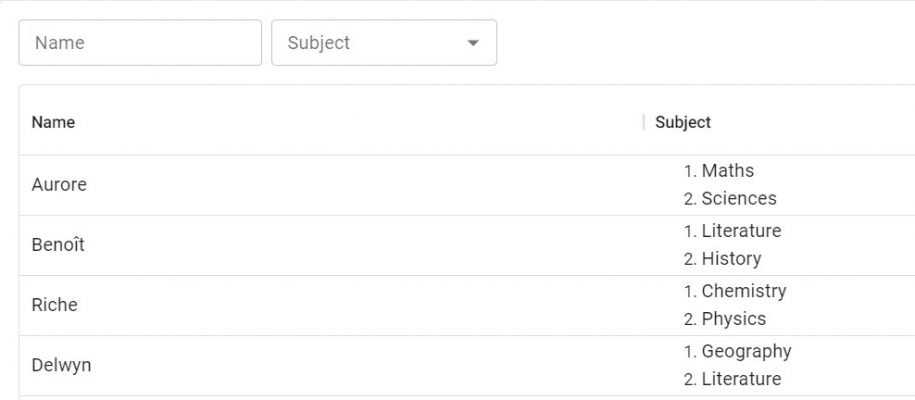 Name Subject
Name Subject
Aurore
1. Maths
2. Sciences
Benoît
1. Literature
2. History
Riche
1. Chemistry
2. Physics
Delwyn
1. Geography
2. Literature